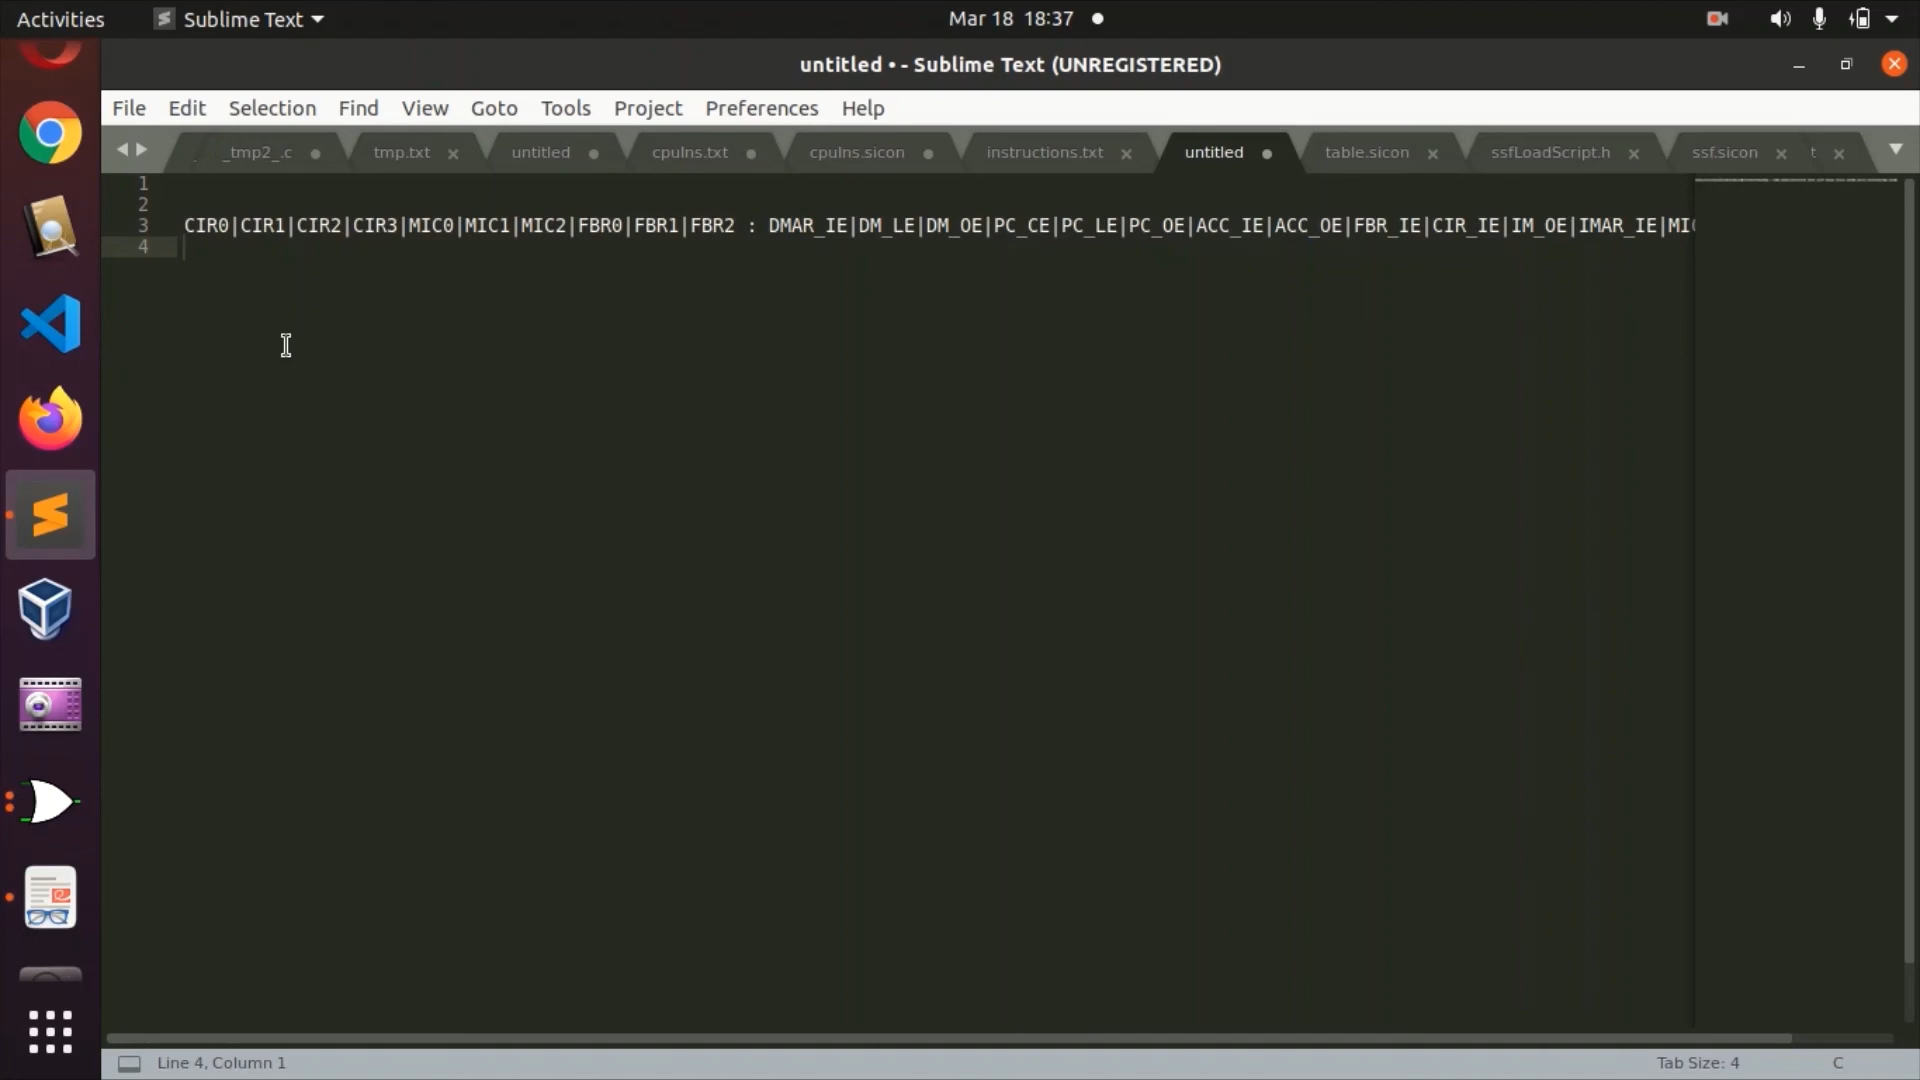 Activities Sublime Text Mar 18 18:37
untitled • - Sublime Text (UNREGISTERED)
File Edit Selection Find View Goto Tools Project Preferences Help
_tmp2_.c tmp.txt untitled cpuIns.txt cpuIns.sicon instructions.txt untitled table.sicon ssfLoadScript.h ssf.sicon t
1
2
3 CIR0|CIR1|CIR2|CIR3|MIC0|MIC1|MIC2|FBR0|FBR1|FBR2 : DMAR_IE|DM_LE|DM_OE|PC_CE|PC_LE|PC_OE|ACC_IE|ACC_OE|FBR_IE|CIR_IE|IM_OE|IMAR_IE|MI
4
Line 4, Column 1 Tab Size: 4 C